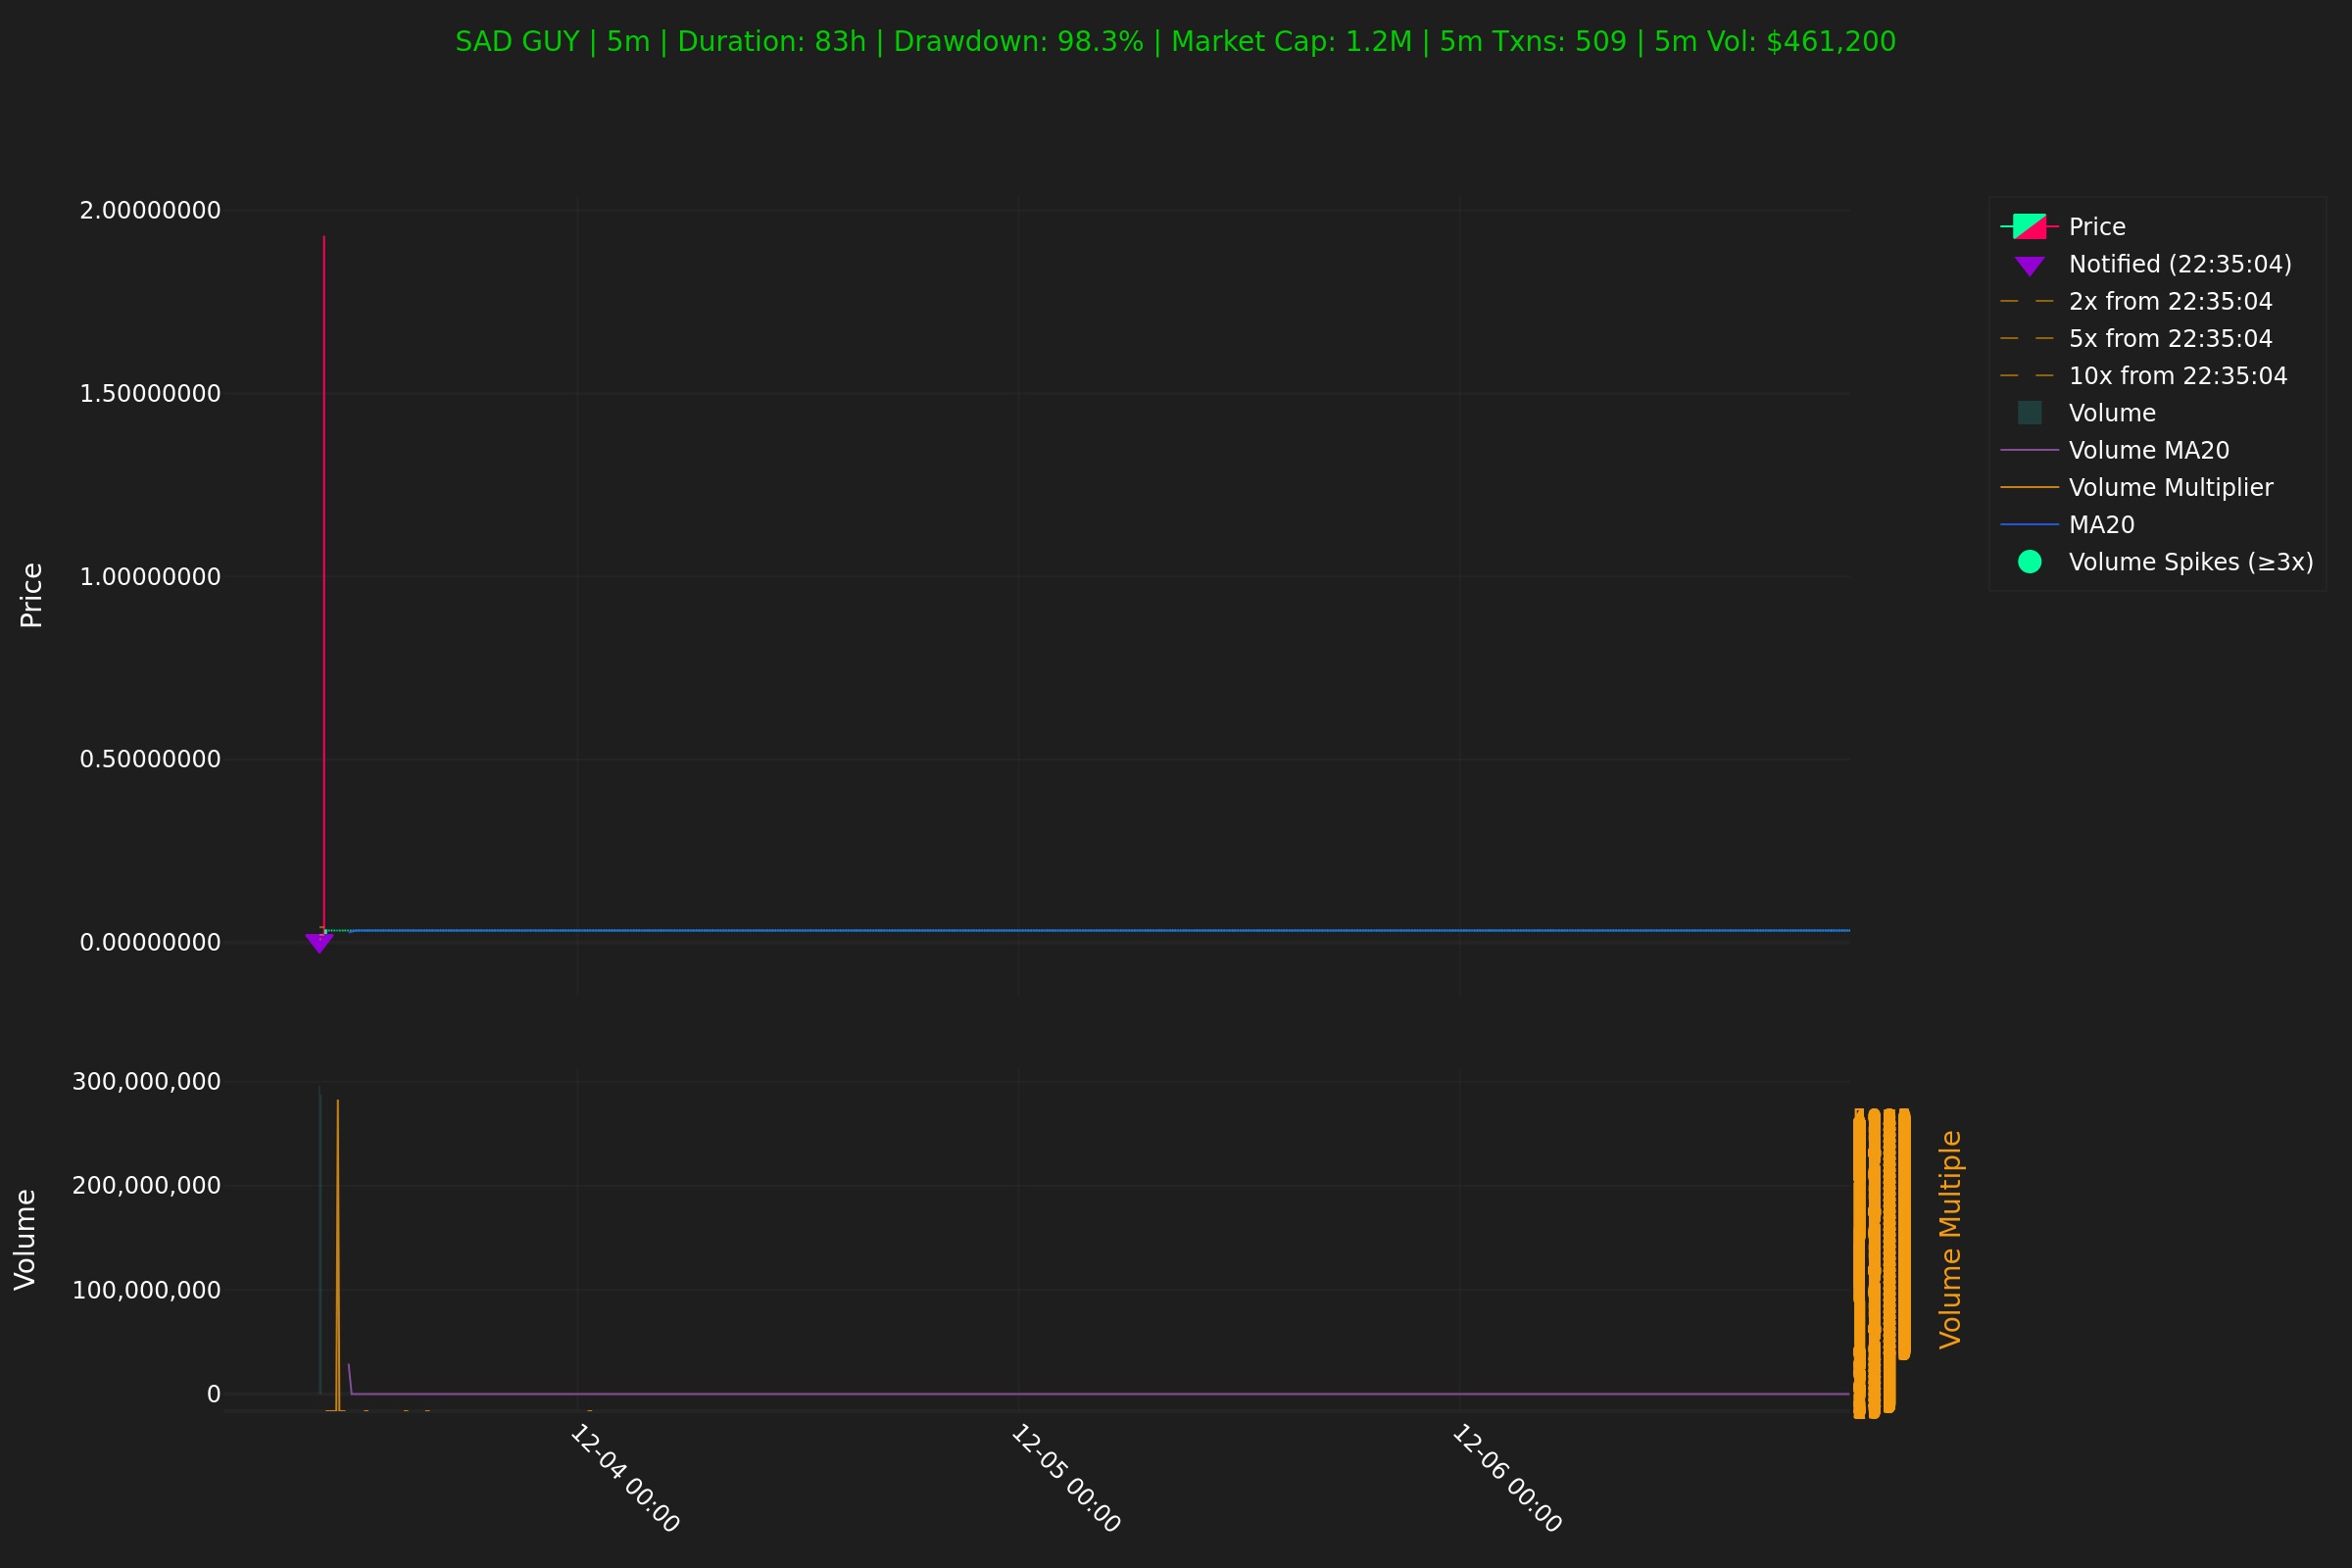 SAD GUY | 5m | Duration: 83h | Drawdown: 98.3% | Market Cap: 1.2M | 5m Txns: 509 | 5m Vol: $461,200
2.00000000
1.50000000
1.00000000
0.50000000
0.00000000
Price
Price
Notified (22:35:04)
2x from 22:35:04
5x from 22:35:04
10x from 22:35:04
Volume
Volume MA20
Volume Multiplier
MA20
Volume Spikes (≥3x)
300,000,000
200,000,000
100,000,000
0
Volume
Volume Multiple
12-04 00:00
12-05 00:00
12-06 00:00